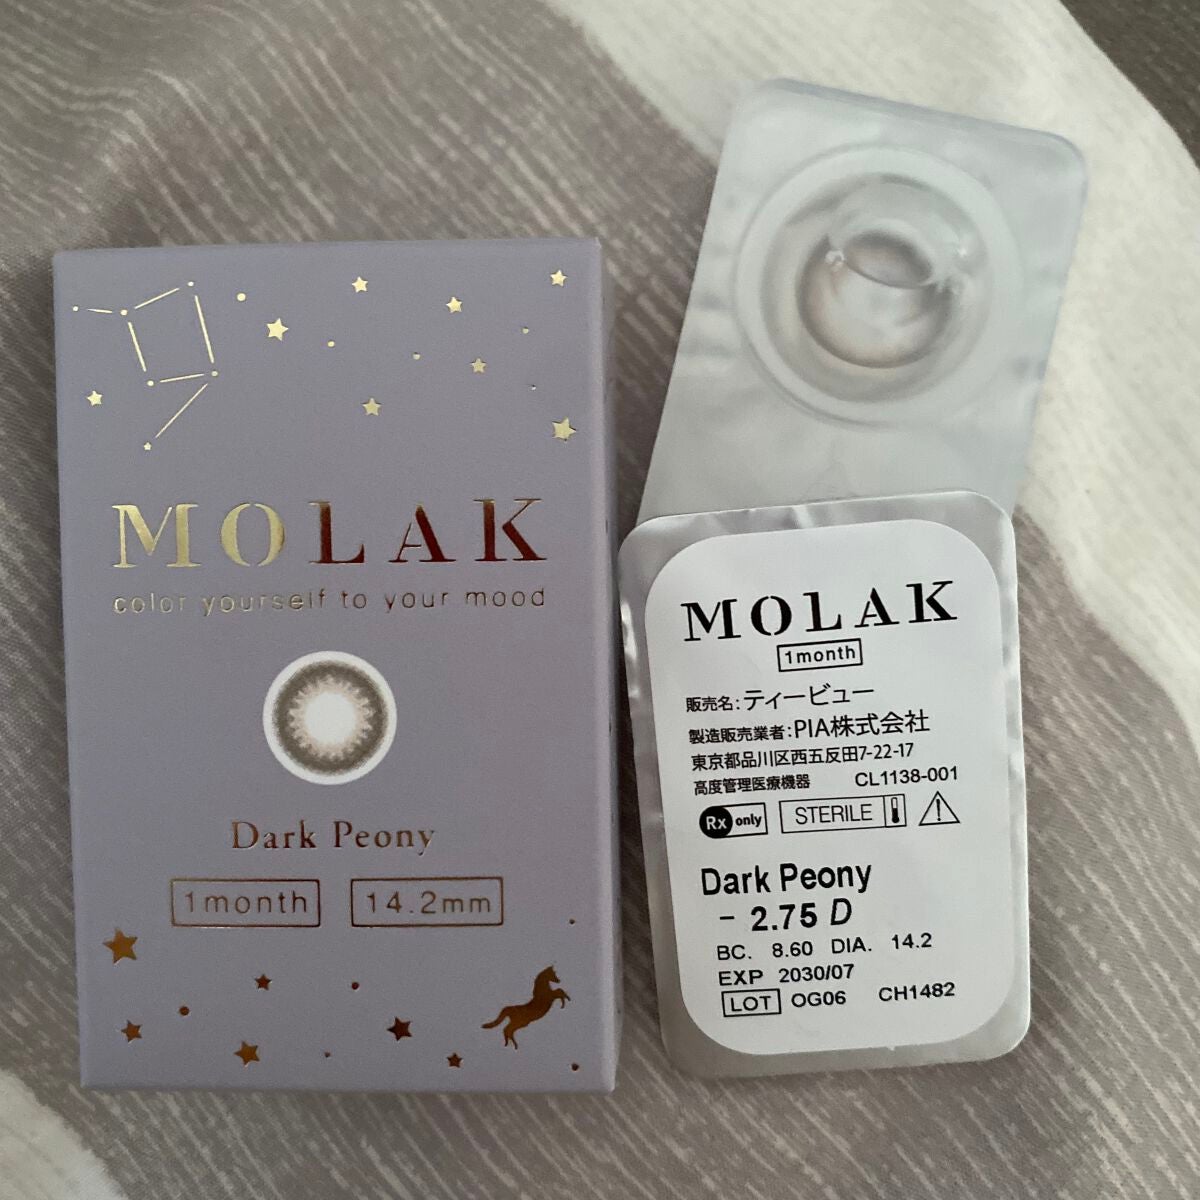 MOLAK
color yourself to your mood
Dark Peony
1month 14.2mm
MOLAK
1month
販売名:ティービュー
製造販売業者:PIA株式会社
東京都品川区西五反田7-22-17
高度管理医療機器 CL1138-001
Rx only STERILE
Dark Peony
- 2.75 D
BC. 8.60 DIA. 14.2
EXP 2030/07
LOT OG06 CH1482